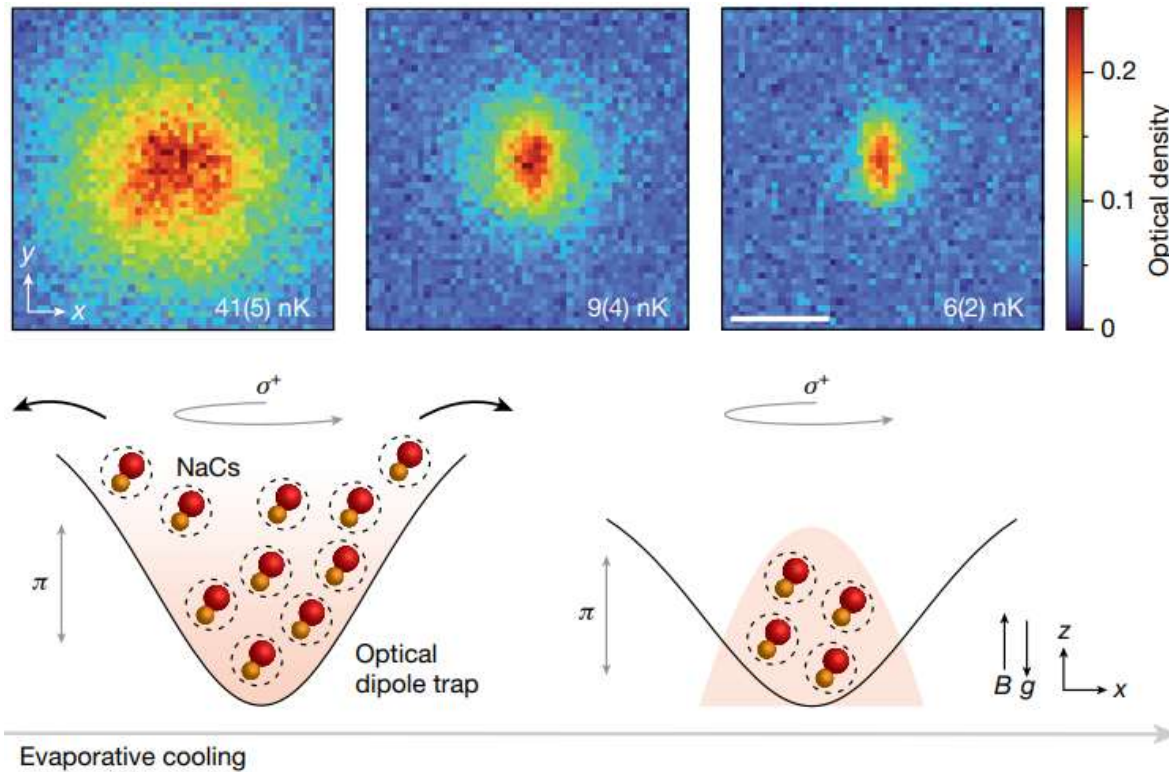 y
x
41(5) nK
9(4) nK
6(2) nK
0.2
0.1
0
Optical density
σ+
σ+
NaCs
π
Optical
dipole trap
π
B g
z
x
Evaporative cooling